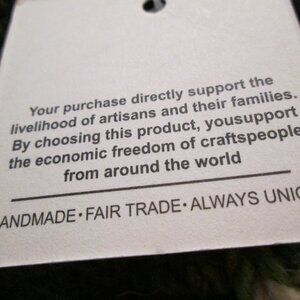 Your purchase directly support the
livelihood of artisans and their families.
By choosing this product, yousupport
the economic freedom of craftspeople
from around the world
ANDMADE·FAIR TRADE·ALWAYS UNIQ